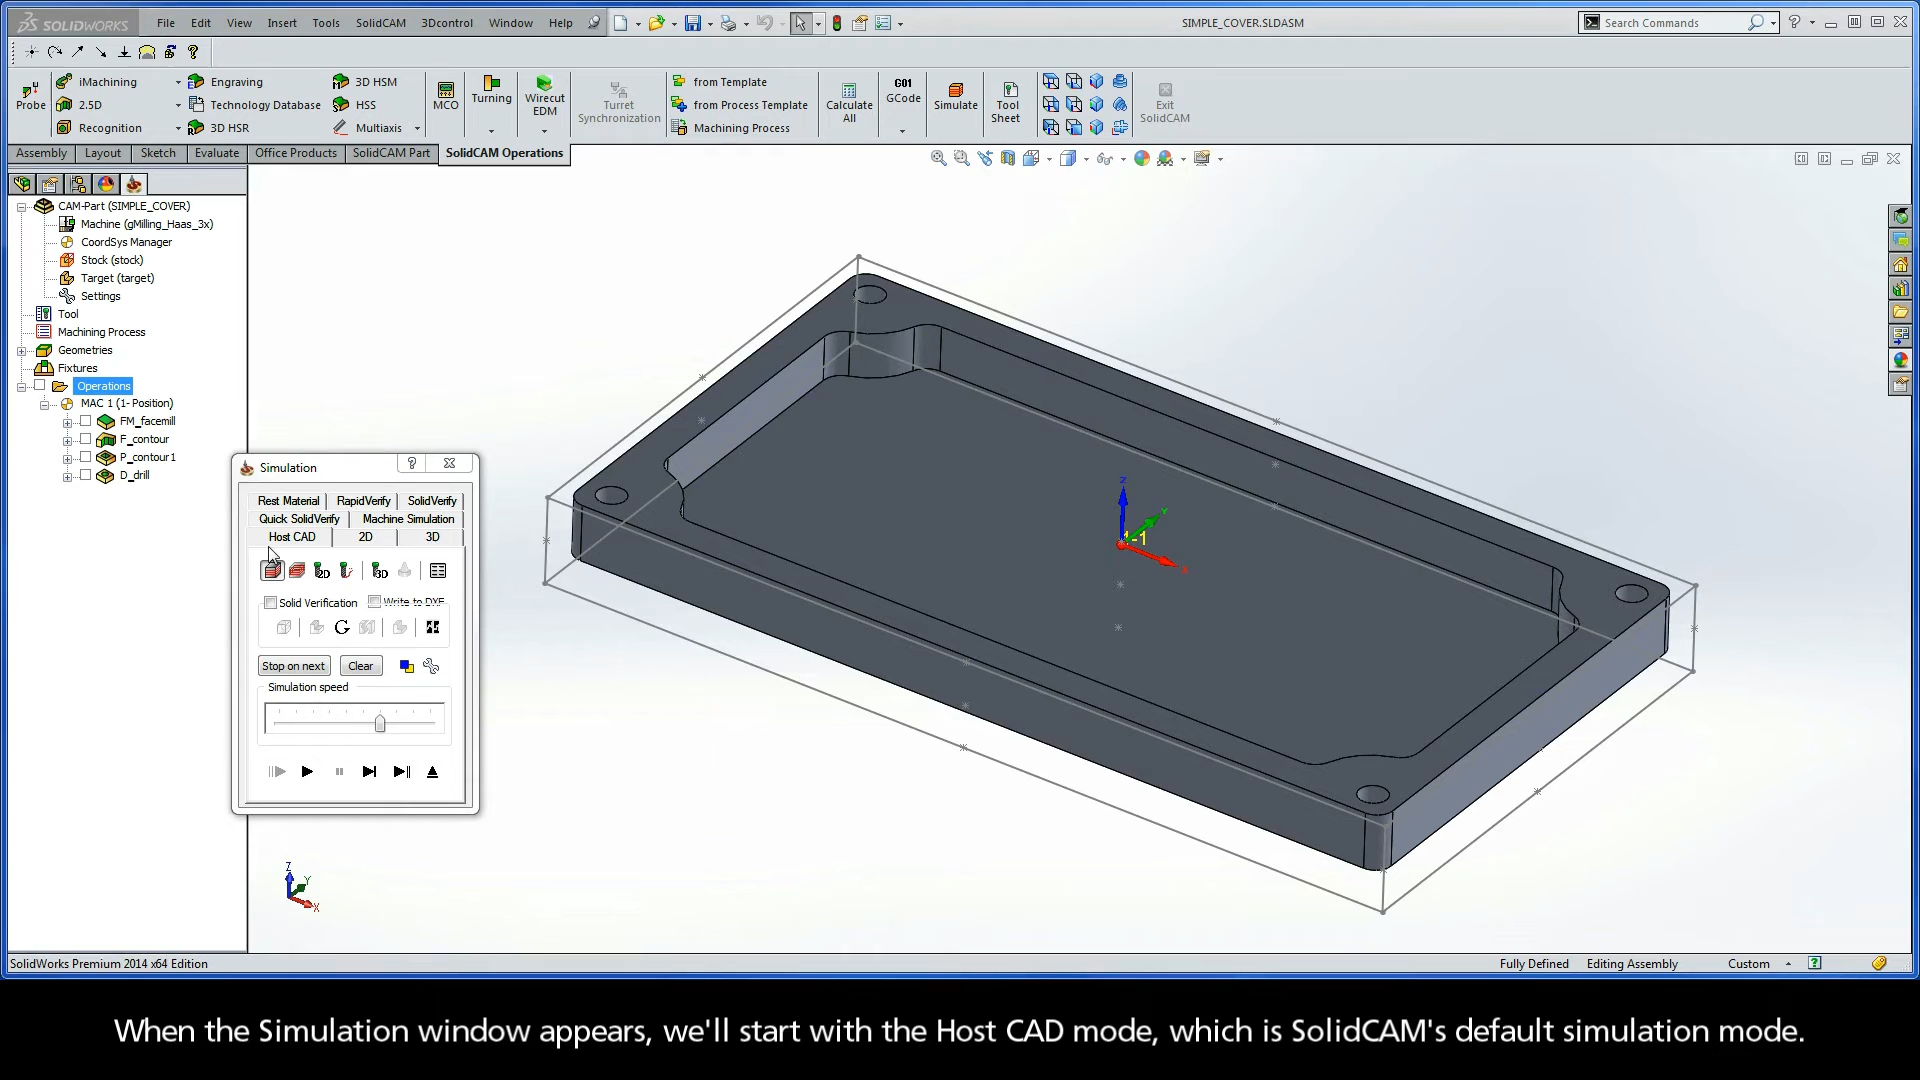 SOLIDWORKS File Edit View Insert Tools SolidCAM 3Dcontrol Window Help SIMPLE_COVER.SLDASM Search Commands
Probe
iMachining
2.5D
Recognition
Engraving
Technology Database
3D HSR
3D HSM
HSS
Multiaxis
MCO
Turning
Wirecut
EDM
Turret
Synchronization
from Template
from Process Template
Machining Process
Calculate
All
G01
GCode
Simulate
Tool
Sheet
Exit
SolidCAM
Assembly Layout Sketch Evaluate Office Products SolidCAM Part SolidCAM Operations
CAM-Part (SIMPLE_COVER)
Machine (gMilling_Haas_3x)
CoordSys Manager
Stock (stock)
Target (target)
Settings
Tool
Machining Process
Geometries
Fixtures
Operations
MAC 1 (1- Position)
FM_facemill
F_contour
P_contour1
D_drill
Simulation
Rest Material RapidVerify SolidVerify
Quick SolidVerify Machine Simulation
Host CAD 2D 3D
2D 3D
Solid Verification Write to DXF
Stop on next Clear
Simulation speed
Z
Y
1-1
X
Z
Y
X
SolidWorks Premium 2014 x64 Edition Fully Defined Editing Assembly Custom
When the Simulation window appears, we'll start with the Host CAD mode, which is SolidCAM's default simulation mode.